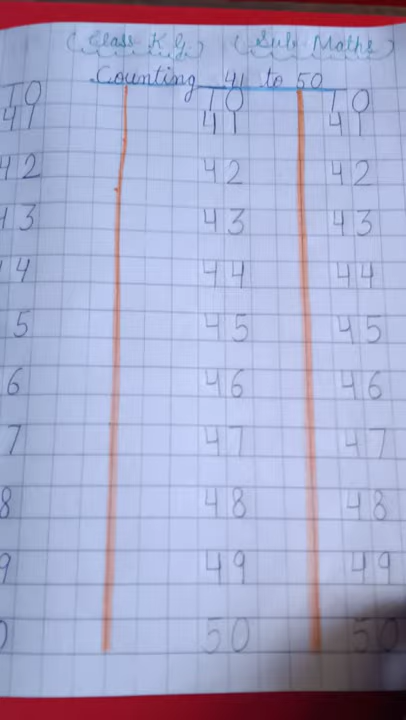 (Class K.G) (Sub Maths)
Counting 41 to 50
TO TO TO
41 41 41
42 42 42
43 43 43
4 44 44
5 45 45
6 46 46
7 47 47
8 48 48
9 49 49
0 50 50